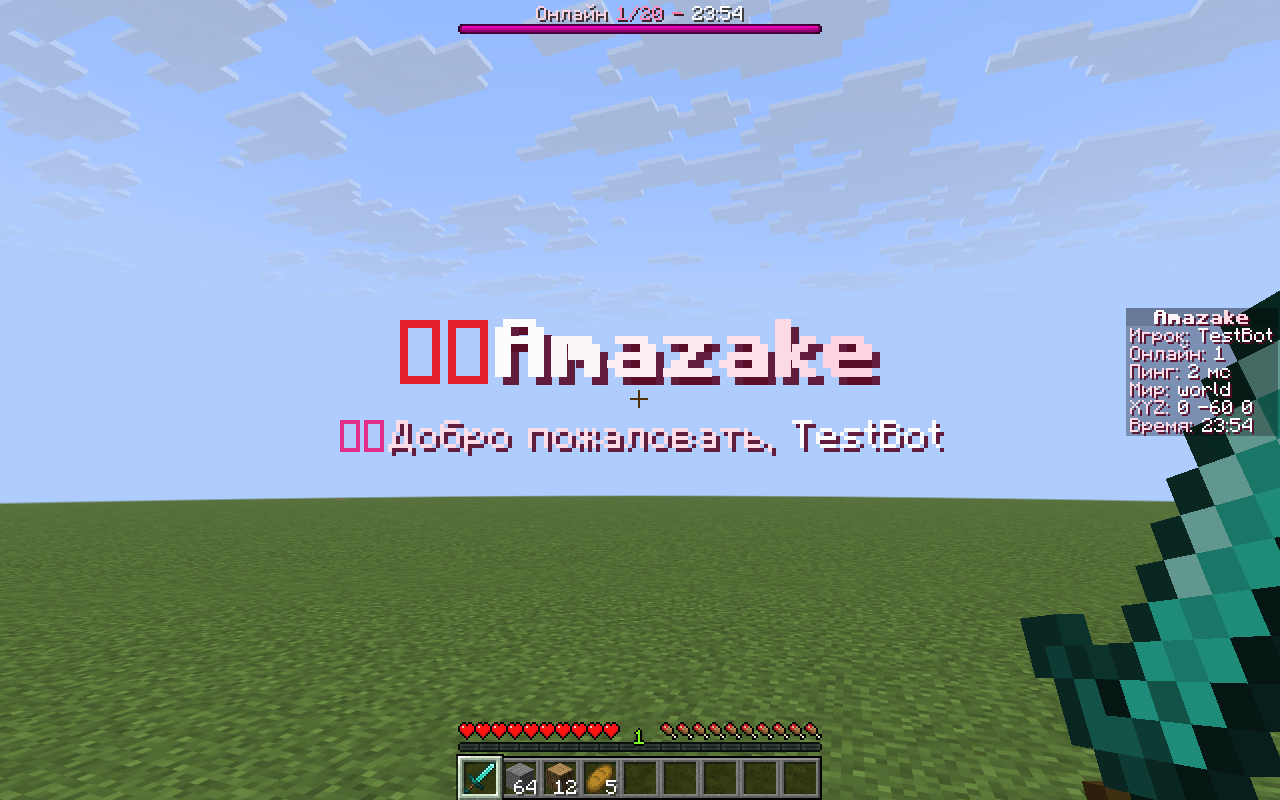 Онлайн 1/20 - 23:54
Amazake
Добро пожаловать, TestBot
Amazake
Игрок: TestBot
Онлайн: 1
Пинг: 2 мс
Мир: world
XYZ: 0 -60 0
Время: 23:54
1
64 12 5